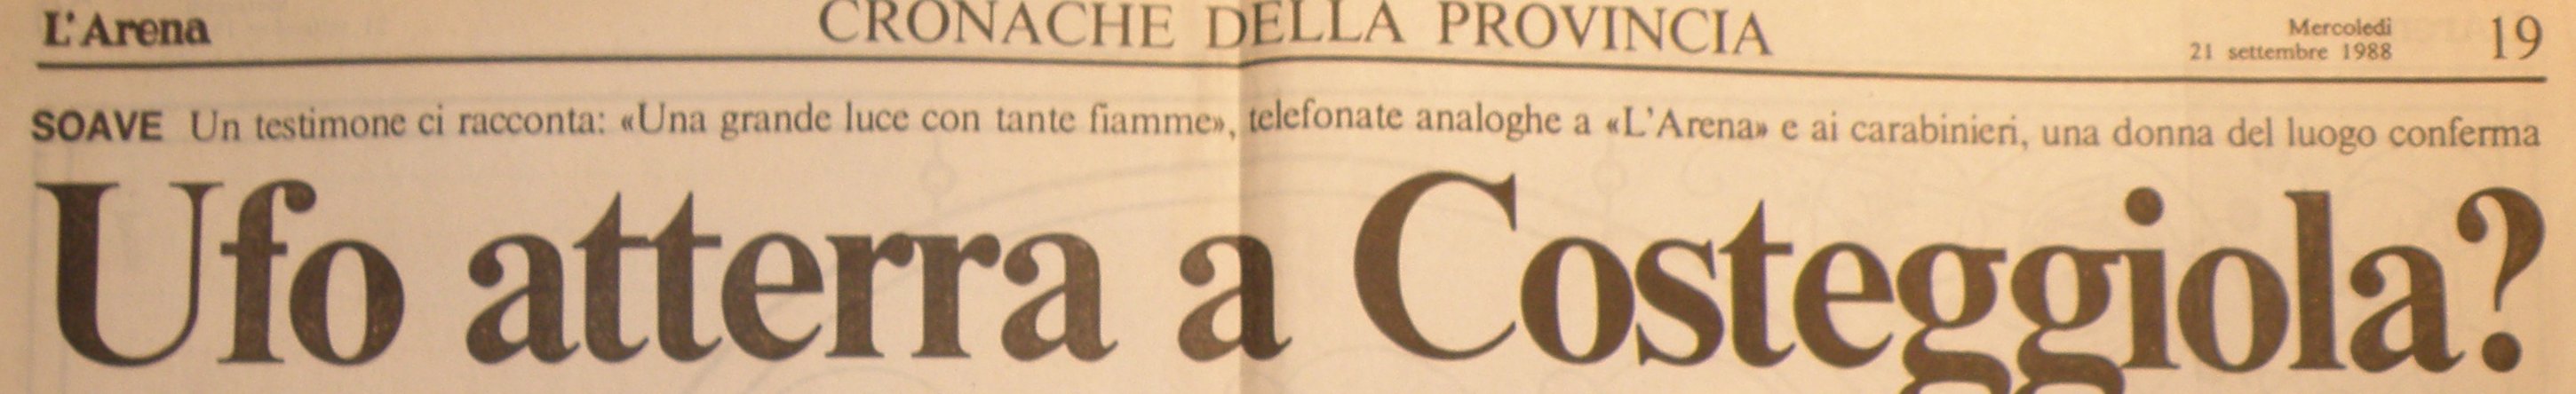 L'Arena
CRONACHE DELLA PROVINCIA
Mercoledì
21 settembre 1988
19
SOAVE Un testimone ci racconta: «Una grande luce con tante fiamme», telefonate analoghe a «L'Arena» e ai carabinieri, una donna del luogo conferma
Ufo atterra a Costeggiola?